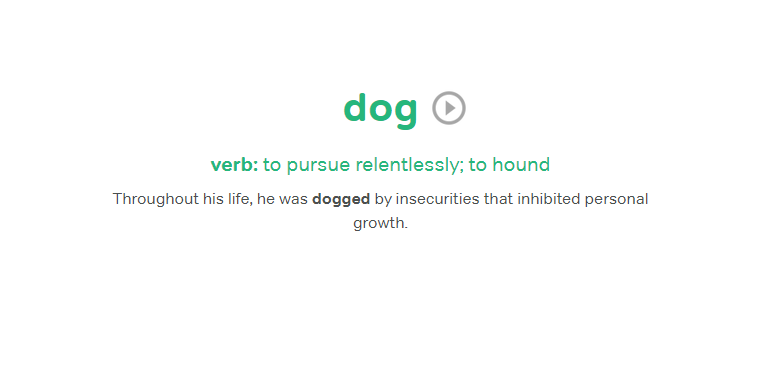 dog
verb: to pursue relentlessly; to hound
Throughout his life, he was dogged by insecurities that inhibited personal
growth.